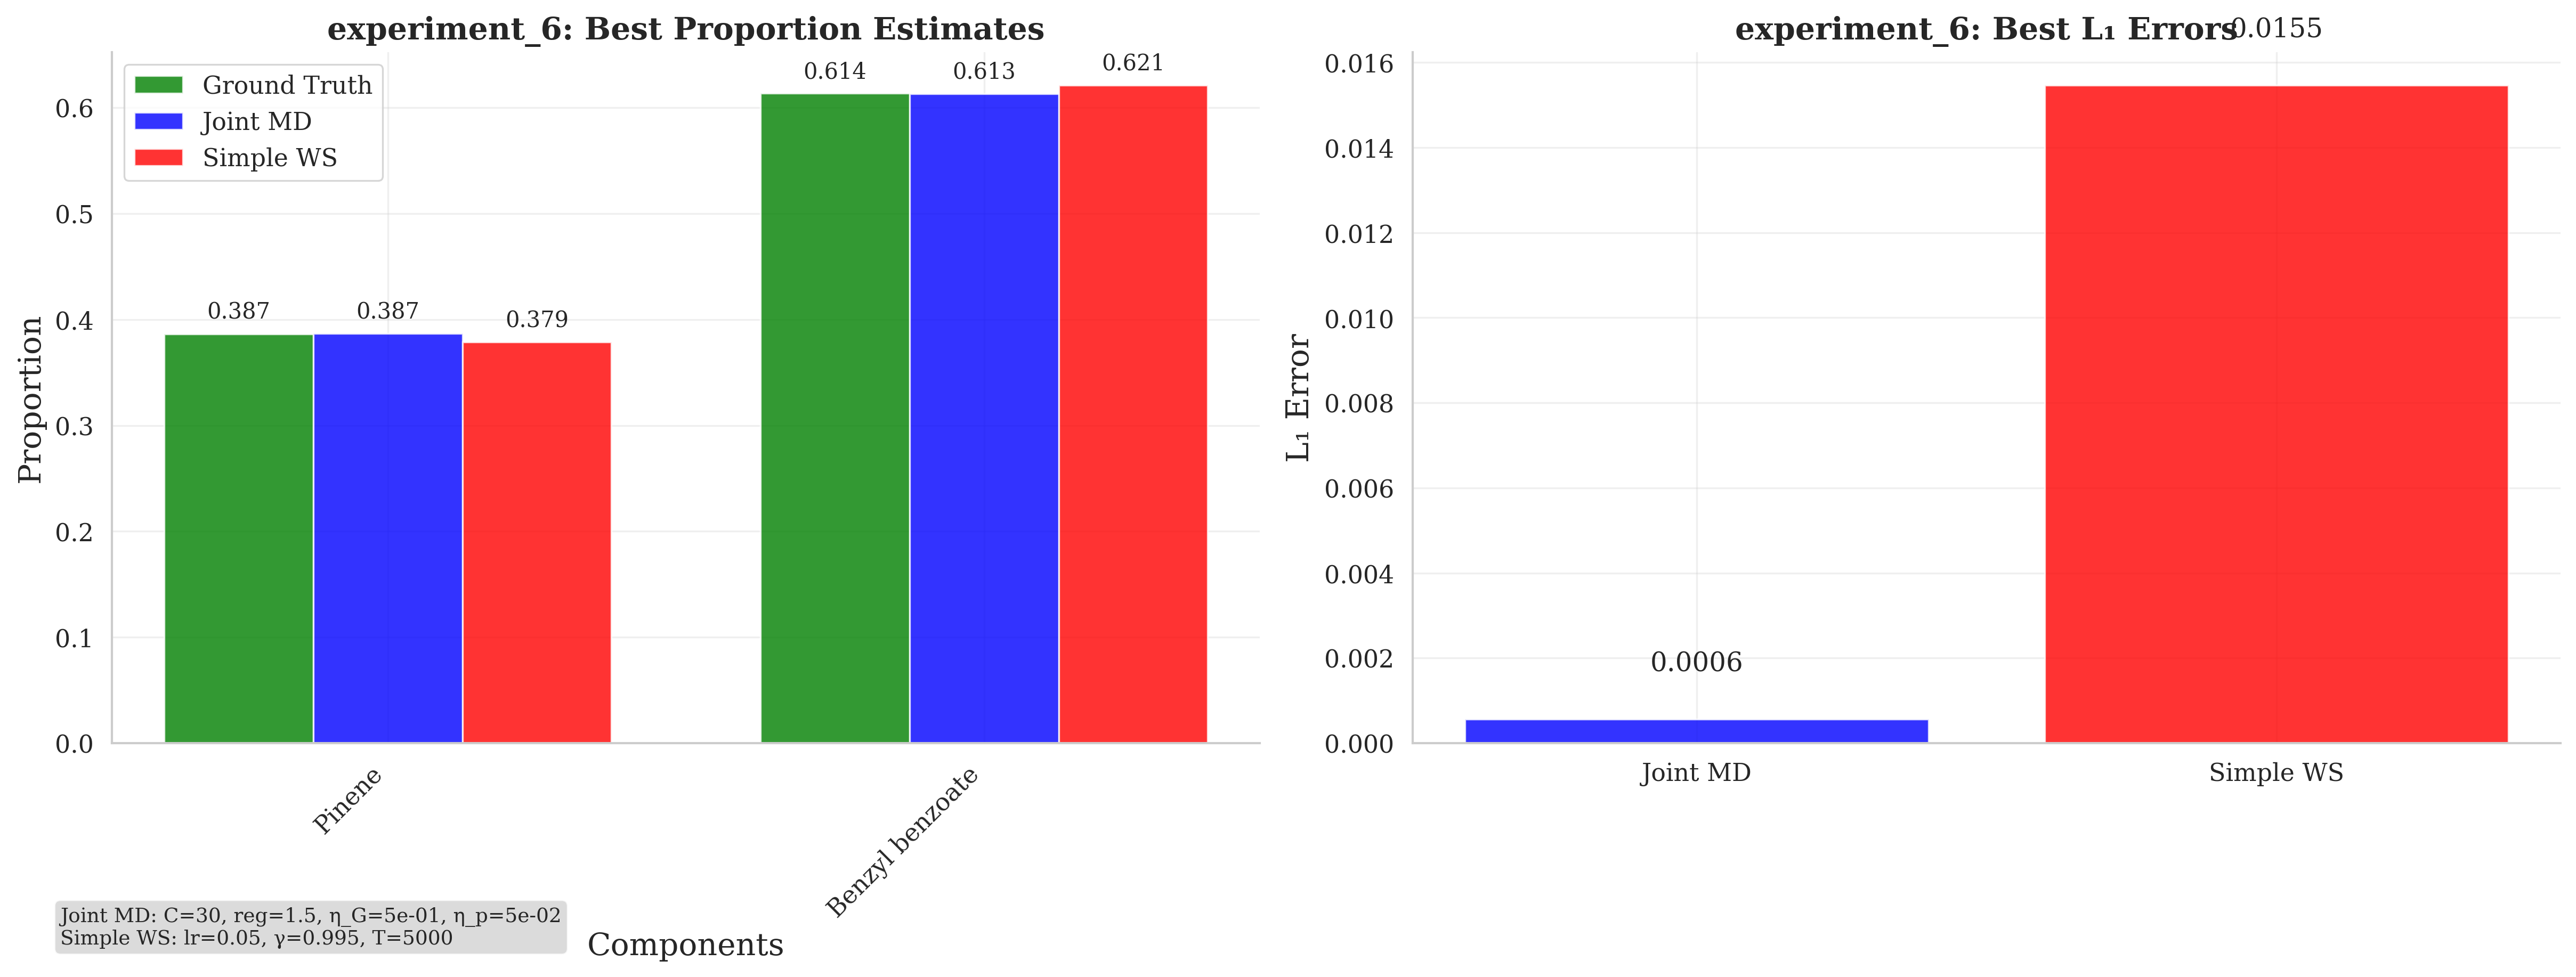 experiment_6: Best Proportion Estimates
Ground Truth
Joint MD
Simple WS
Proportion
0.6
0.5
0.4
0.3
0.2
0.1
0.0
0.387
0.387
0.379
0.614
0.613
0.621
Pinene
Benzyl benzoate
Components
Joint MD: C=30, reg=1.5, η_G=5e-01, η_p=5e-02
Simple WS: lr=0.05, γ=0.995, T=5000
experiment_6: Best L₁ Errors
0.0155
L₁ Error
0.016
0.014
0.012
0.010
0.008
0.006
0.004
0.002
0.000
0.0006
Joint MD
Simple WS